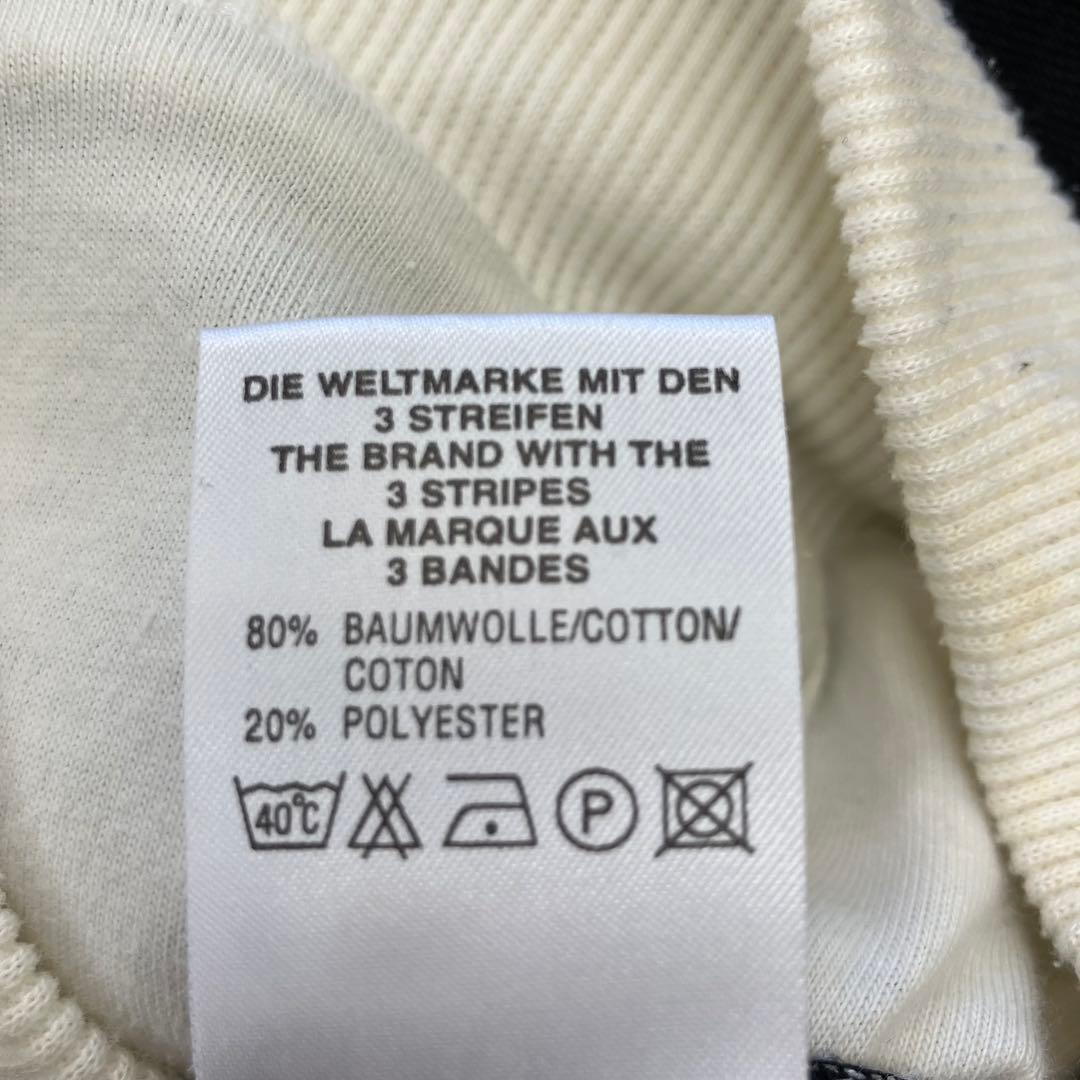 DIE WELTMARKE MIT DEN
3 STREIFEN
THE BRAND WITH THE
3 STRIPES
LA MARQUE AUX
3 BANDES
80% BAUMWOLLE/COTTON/
COTON
20% POLYESTER
40°C P